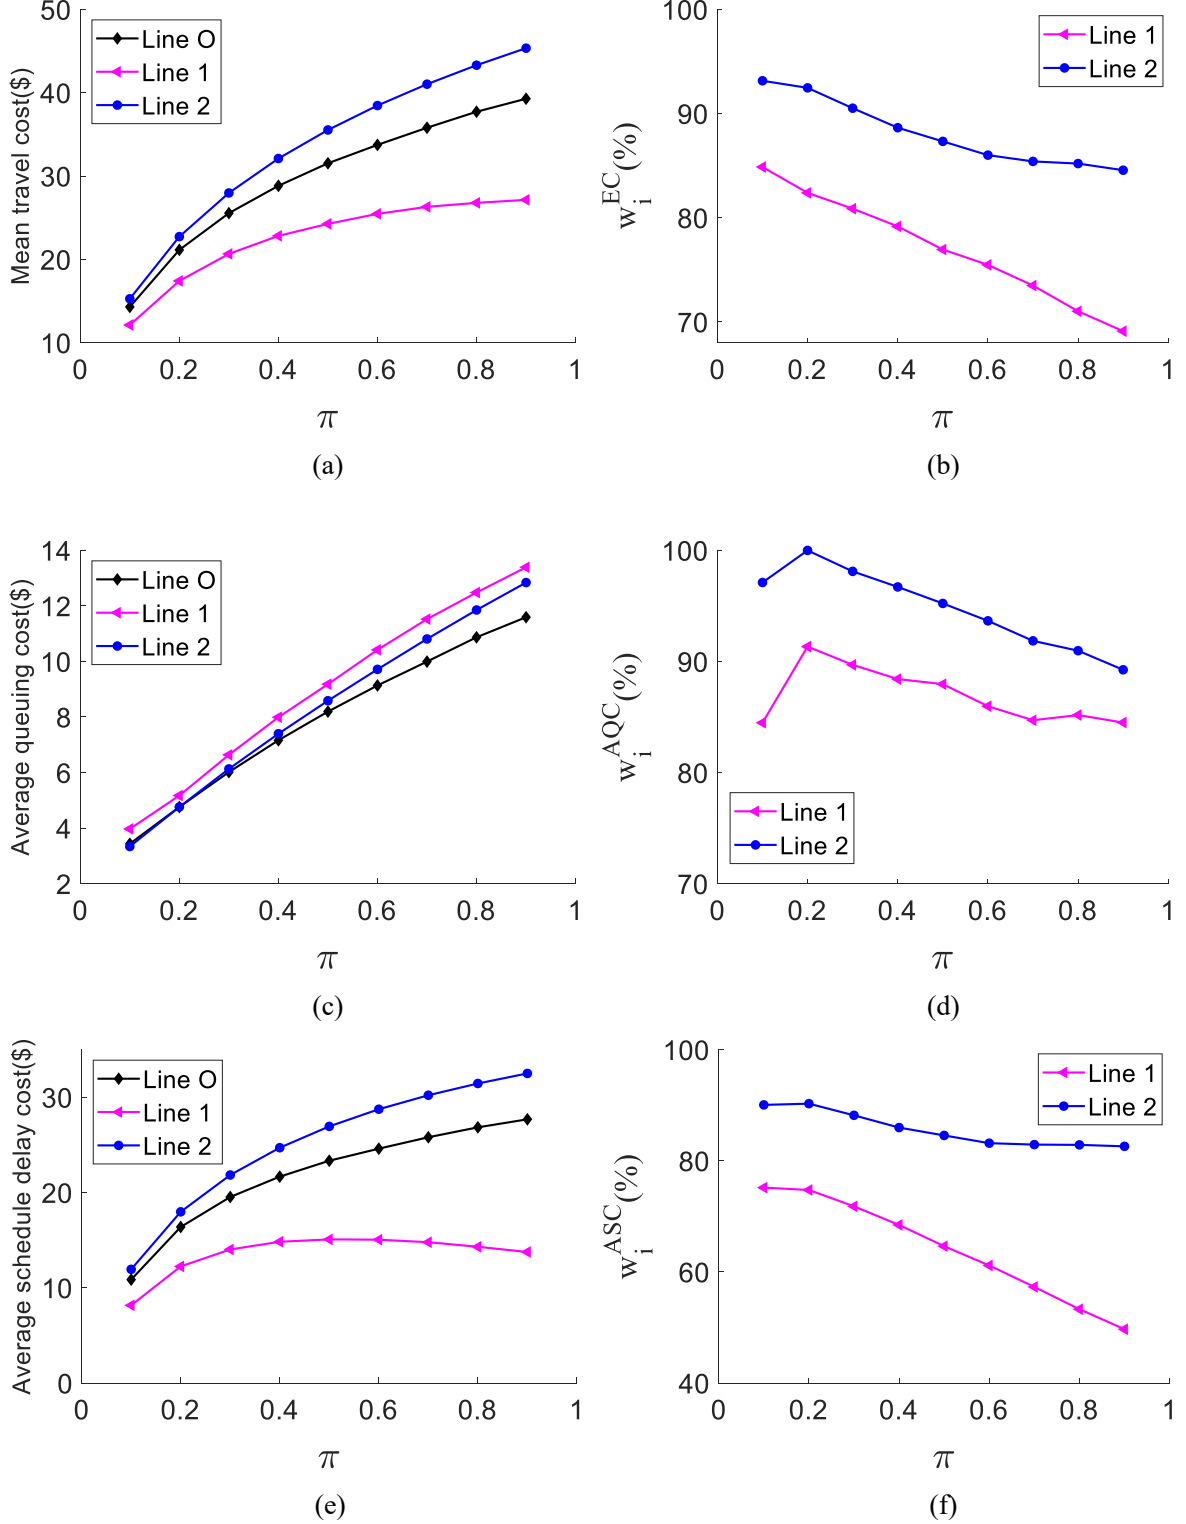 Mean travel cost($)
50
40
30
20
10
0
0.2
0.4
0.6
0.8
1
Line O
Line 1
Line 2
π
(a)
w_i^EC(%)
100
90
80
70
0
0.2
0.4
0.6
0.8
1
Line 1
Line 2
π
(b)
Average queuing cost($)
14
12
10
8
6
4
2
0
0.2
0.4
0.6
0.8
1
Line O
Line 1
Line 2
π
(c)
w_i^AQC(%)
100
90
80
70
0
0.2
0.4
0.6
0.8
1
Line 1
Line 2
π
(d)
Average schedule delay cost($)
30
20
10
0
0
0.2
0.4
0.6
0.8
1
Line O
Line 1
Line 2
π
(e)
w_i^ASC(%)
100
80
60
40
0
0.2
0.4
0.6
0.8
1
Line 1
Line 2
π
(f)